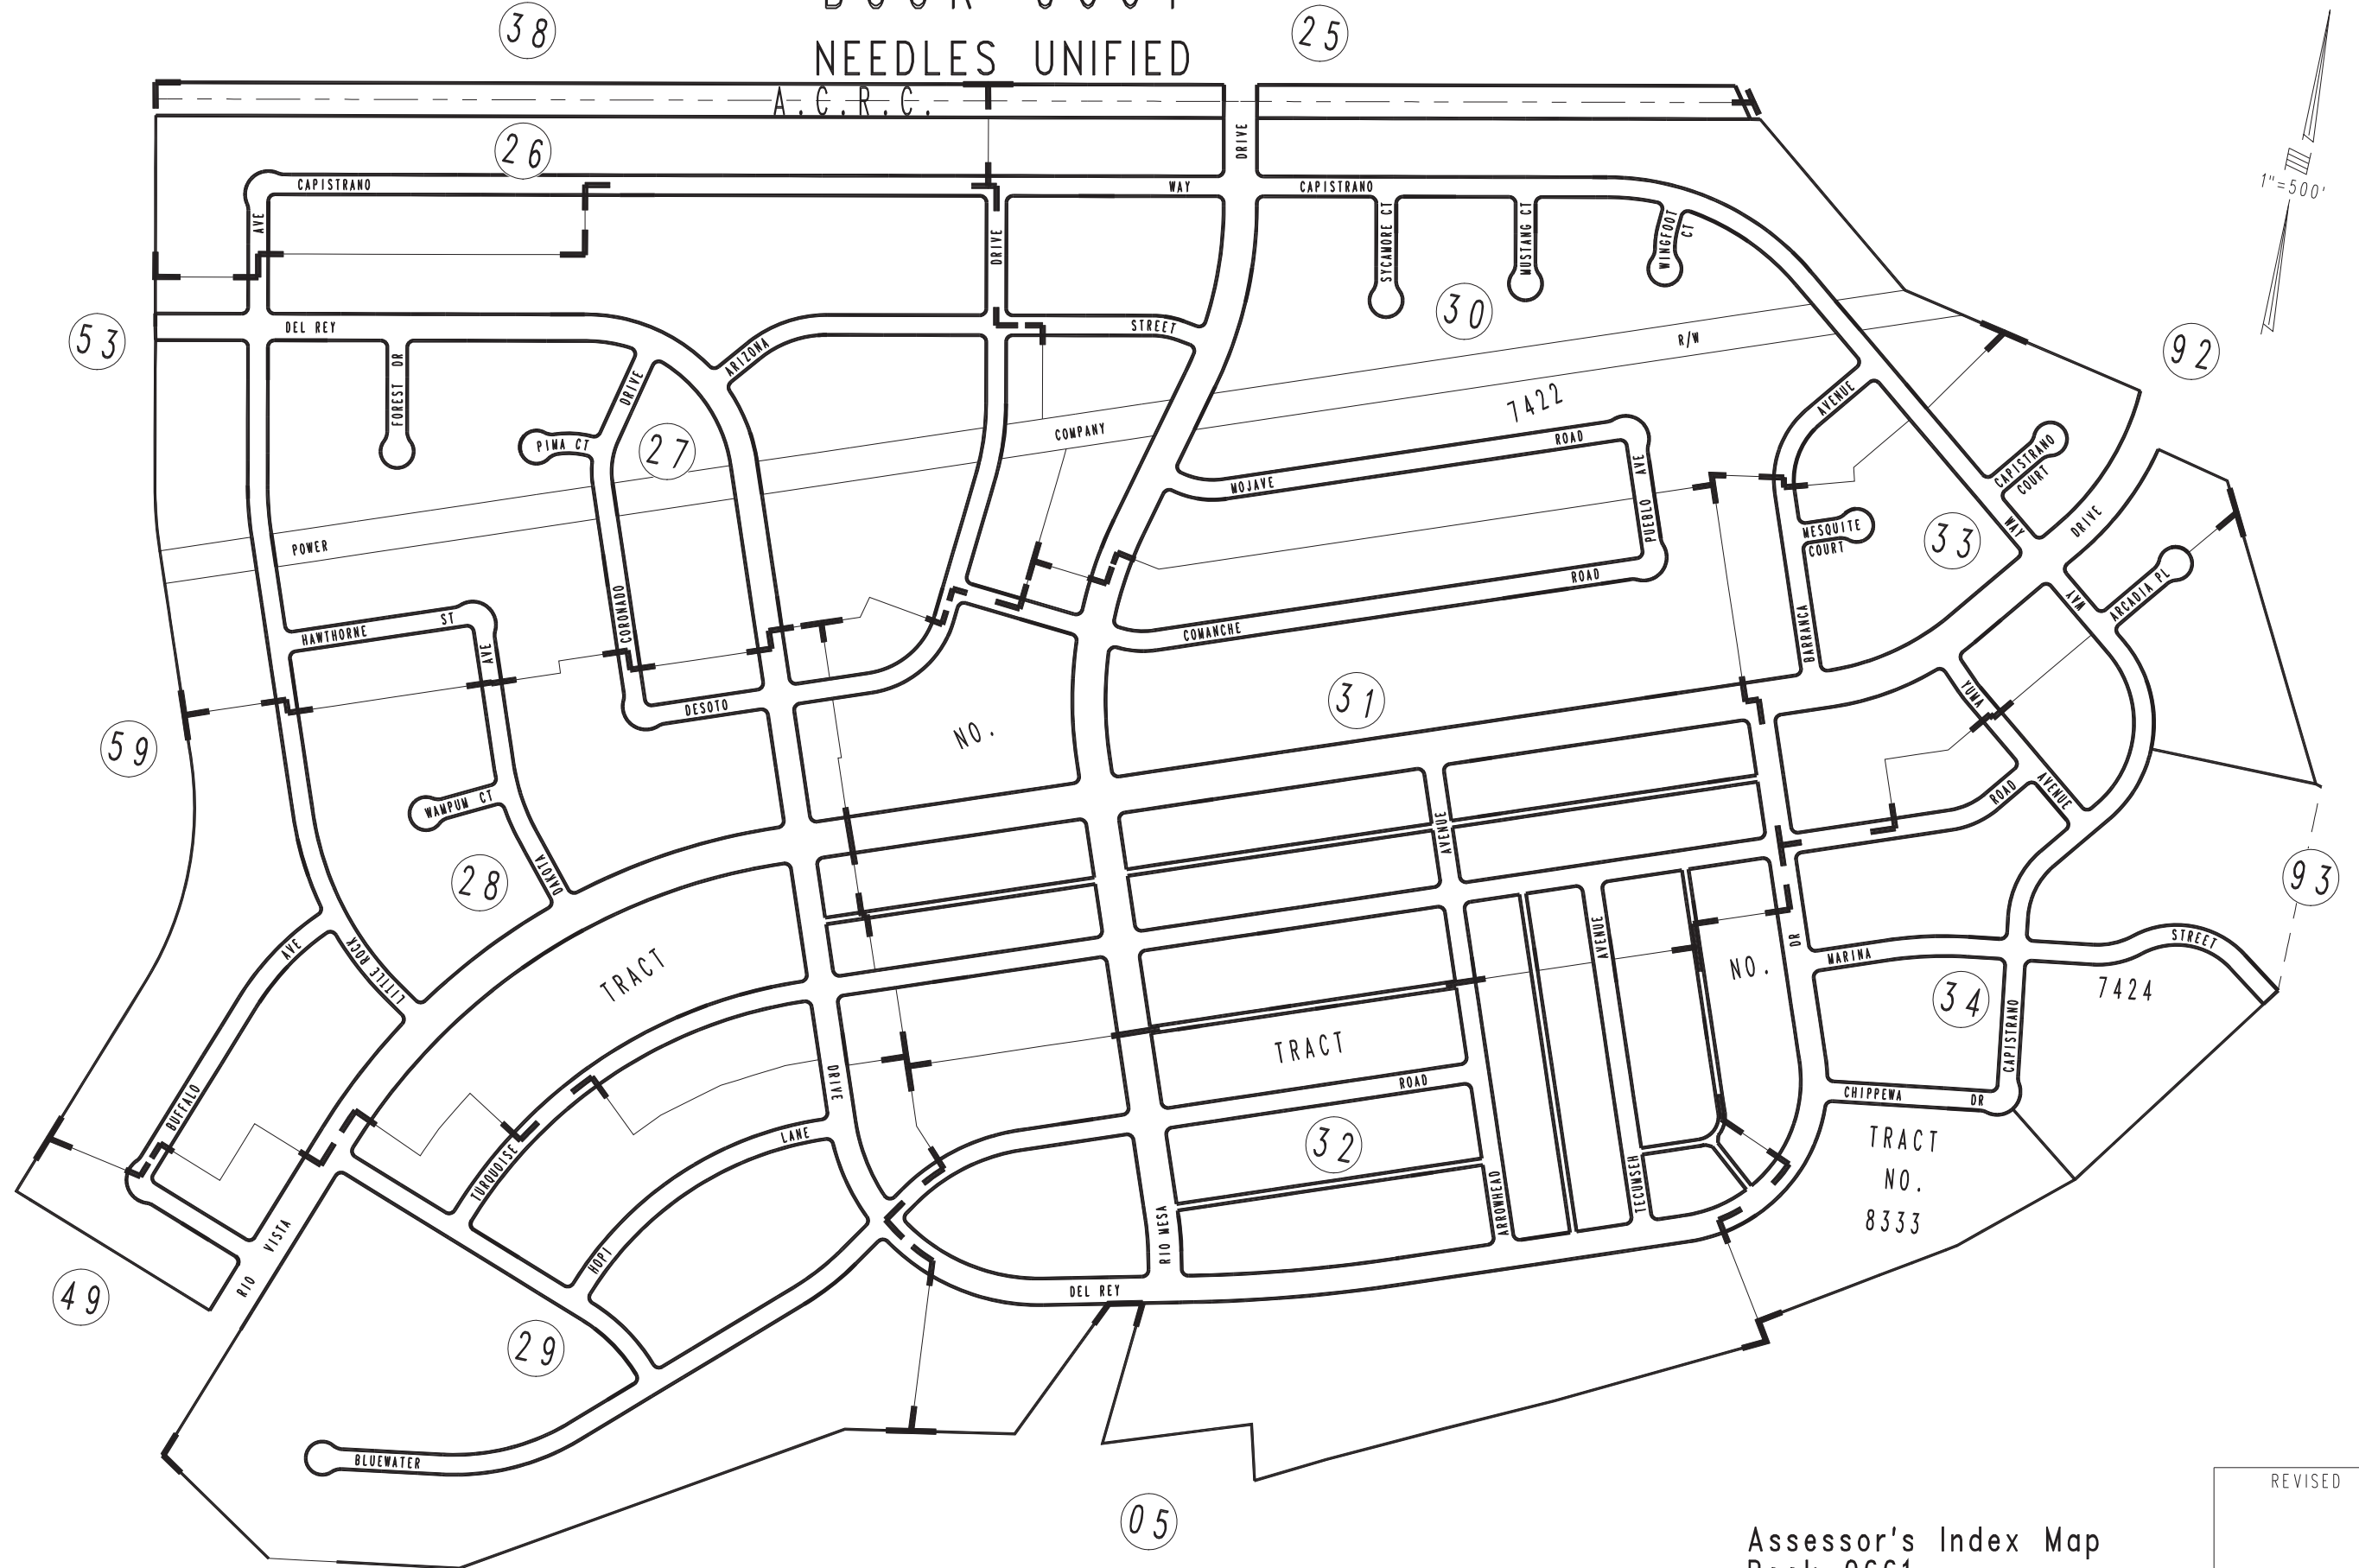 38
25
NEEDLES UNIFIED
A.C.R.C.
DRIVE
1"=500'
26
CAPISTRANO
WAY
CAPISTRANO
AVE
DRIVE
SYCAMORE CT
MUSTANG CT
WINGFOOT CT
53
DEL REY
STREET
30
92
FOREST DR
DRIVE
ARIZONA
R/W
7422
AVENUE
PIMA CT
27
COMPANY
ROAD
MOJAVE
AVE
PUEBLO
CAPISTRANO
COURT
WAY
DRIVE
POWER
MESQUITE
COURT
33
HAWTHORNE
ST
AVE
CORONADO
COMANCHE
ROAD
BARRANCA
WAY
ARCADIA PL
DESOTO
31
YUMA
59
NO.
AVENUE
ROAD
WAMPUM CT
DAKOTA
28
AVENUE
93
AVE
LITTLE ROCK
TRACT
AVENUE
DR
NO.
MARINA
STREET
34
7424
CAPISTRANO
TRACT
DRIVE
ROAD
BUFFALO
LANE
32
CHIPPEWA
DR
TRACT
NO.
8333
TURQUOISE
HOPI
RIO MESA
ARROWHEAD
TECUMSEH
RIO
VISTA
49
DEL REY
29
BLUEWATER
05
REVISED
Assessor's Index Map